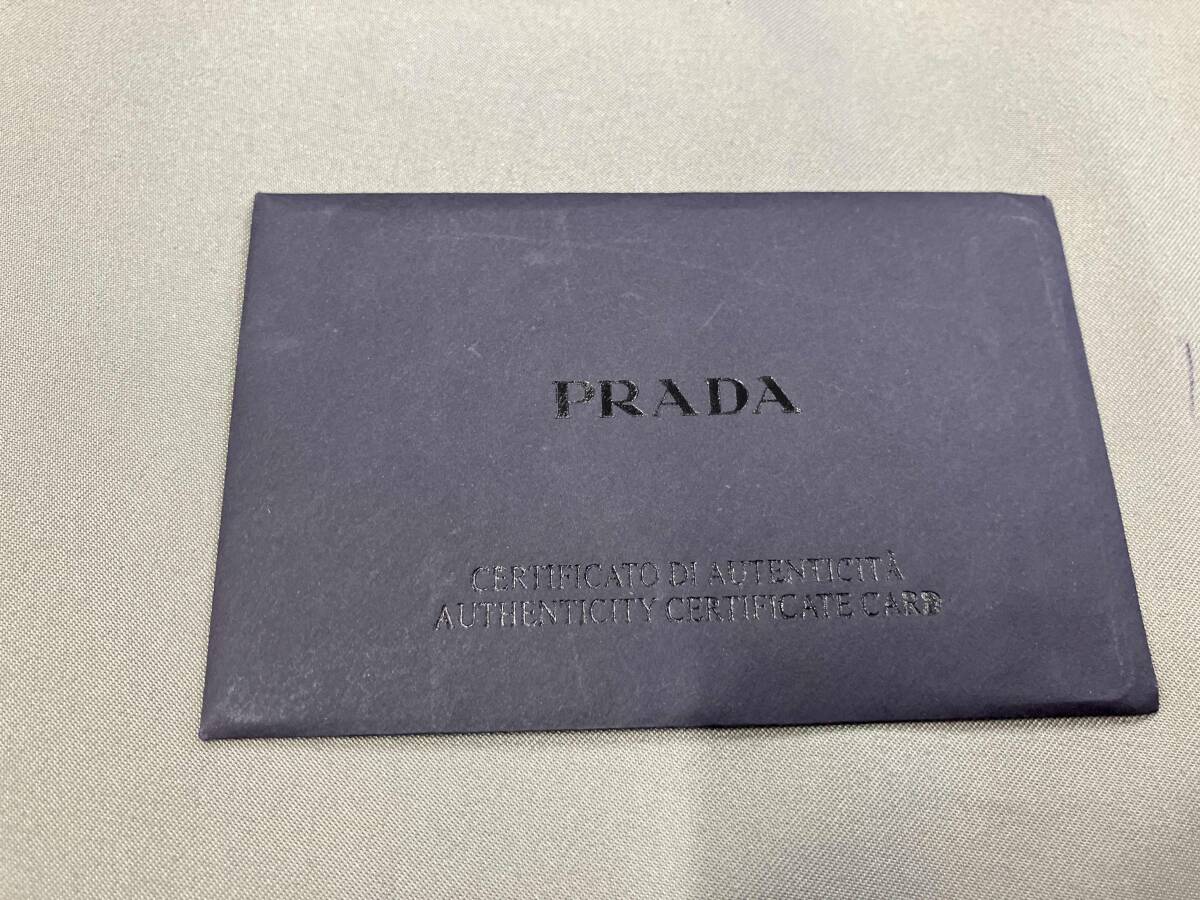 PRADA
CERTIFICATO DI AUTENTICITÀ
AUTHENTICITY CERTIFICATE CARD